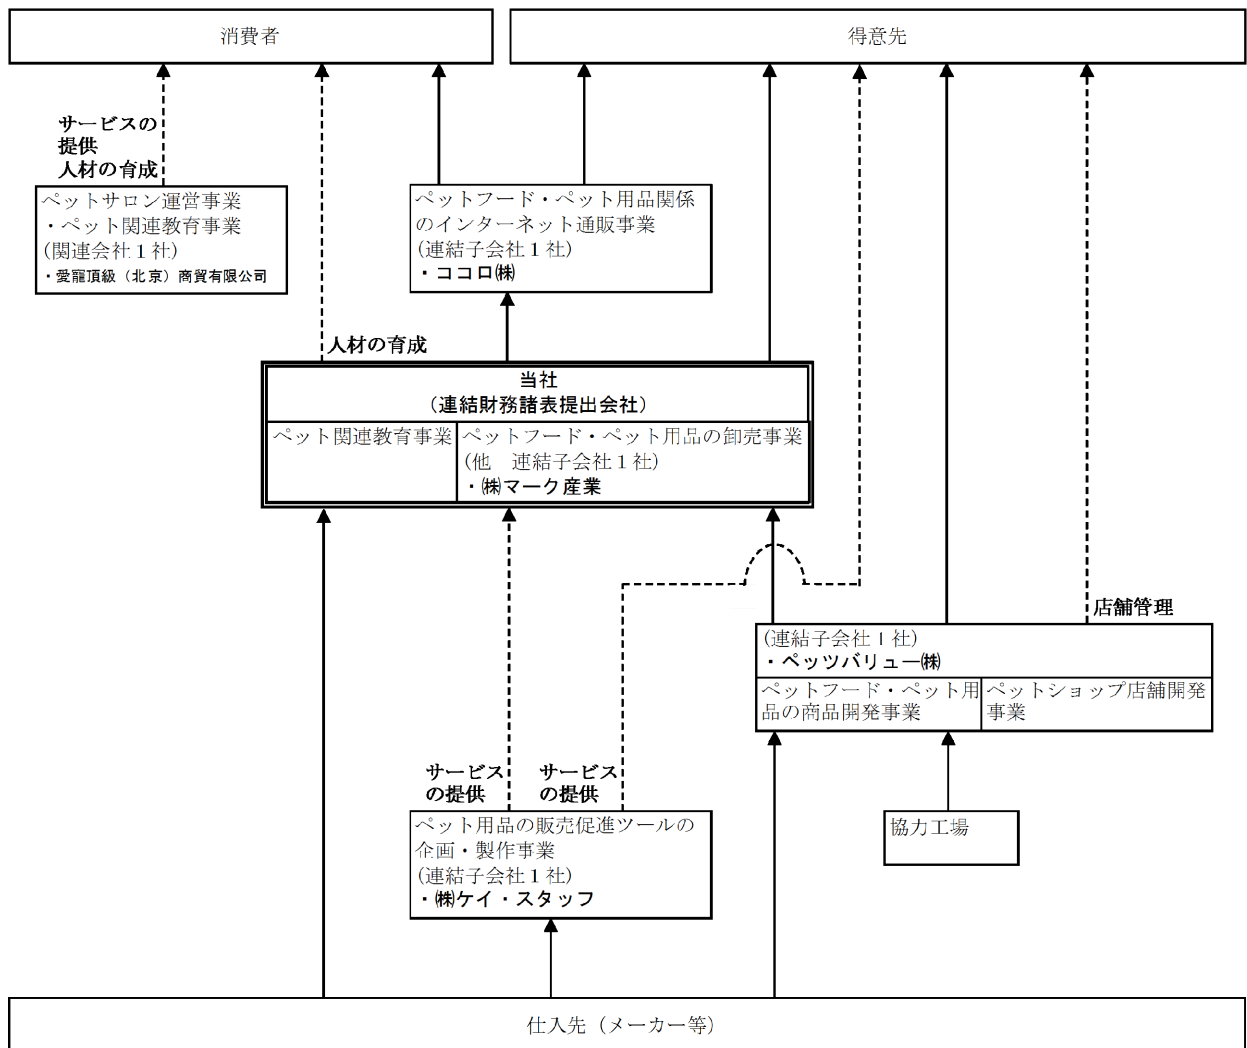 消費者
得意先
サービスの
提供
人材の育成
ペットサロン運営事業
・ペット関連教育事業
(関連会社１社)
・愛寵頂級（北京）商貿有限公司
ペットフード・ペット用品関係
のインターネット通販事業
(連結子会社１社)
・ココロ㈱
人材の育成
当社
（連結財務諸表提出会社）
ペット関連教育事業
ペットフード・ペット用品の卸売事業
(他　連結子会社１社)
・㈱マーク産業
店舗管理
(連結子会社１社)
・ペッツバリュー㈱
ペットフード・ペット用
品の商品開発事業
ペットショップ店舗開発
事業
サービス
の提供
サービス
の提供
ペット用品の販売促進ツールの
企画・製作事業
(連結子会社１社)
・㈱ケイ・スタッフ
協力工場
仕入先（メーカー等）